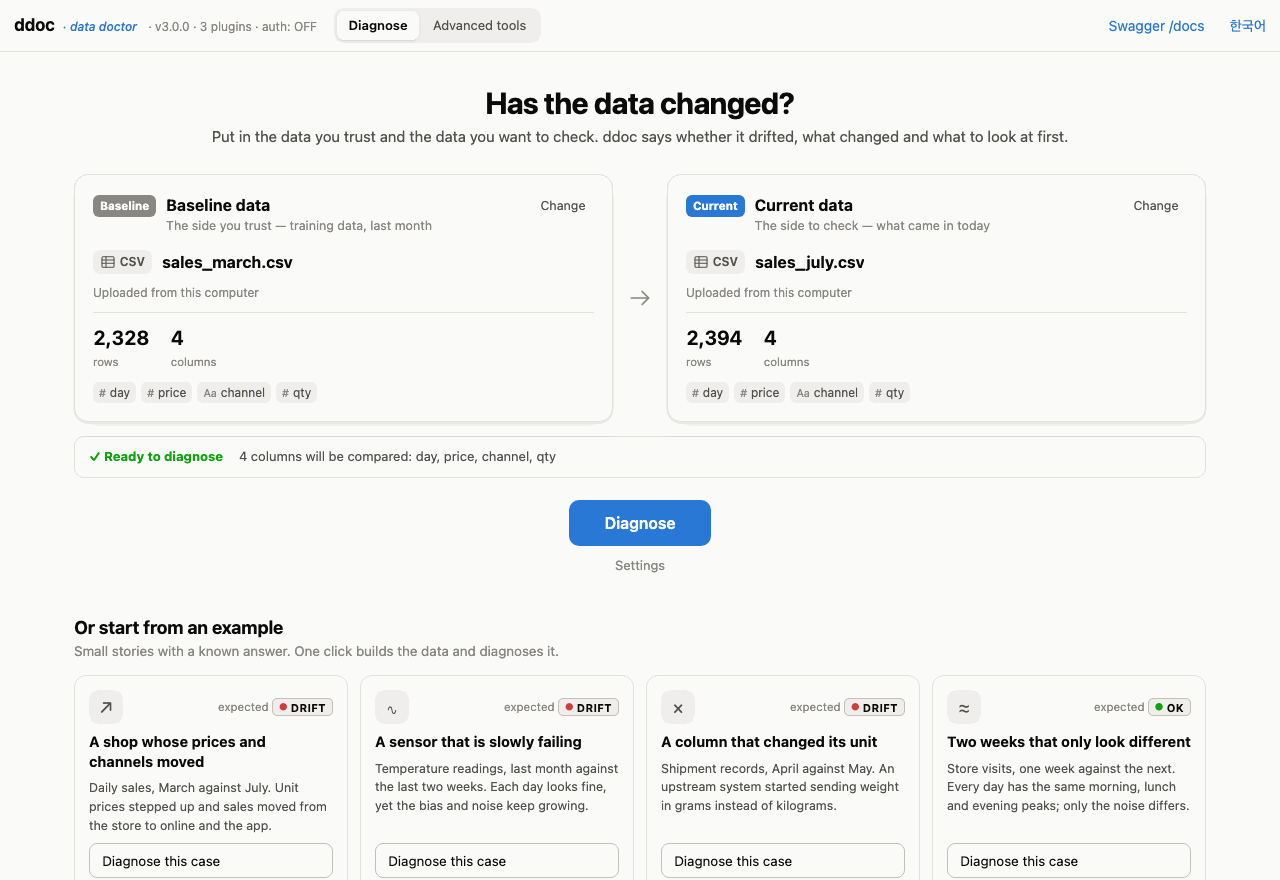 ddoc · data doctor · v3.0.0 · 3 plugins · auth: OFF Diagnose Advanced tools Swagger /docs 한국어
Has the data changed?
Put in the data you trust and the data you want to check. ddoc says whether it drifted, what changed and what to look at first.
Baseline Baseline data Change
The side you trust — training data, last month
CSV sales_march.csv
Uploaded from this computer
2,328 4
rows columns
# day # price Aa channel # qty
Current Current data Change
The side to check — what came in today
CSV sales_july.csv
Uploaded from this computer
2,394 4
rows columns
# day # price Aa channel # qty
✓ Ready to diagnose 4 columns will be compared: day, price, channel, qty
Diagnose
Settings
Or start from an example
Small stories with a known answer. One click builds the data and diagnoses it.
expected DRIFT
A shop whose prices and
channels moved
Daily sales, March against July. Unit
prices stepped up and sales moved from
the store to online and the app.
Diagnose this case
expected DRIFT
A sensor that is slowly failing
Temperature readings, last month against
the last two weeks. Each day looks fine,
yet the bias and noise keep growing.
Diagnose this case
expected DRIFT
A column that changed its unit
Shipment records, April against May. An
upstream system started sending weight
in grams instead of kilograms.
Diagnose this case
expected OK
Two weeks that only look different
Store visits, one week against the next.
Every day has the same morning, lunch
and evening peaks; only the noise differs.
Diagnose this case